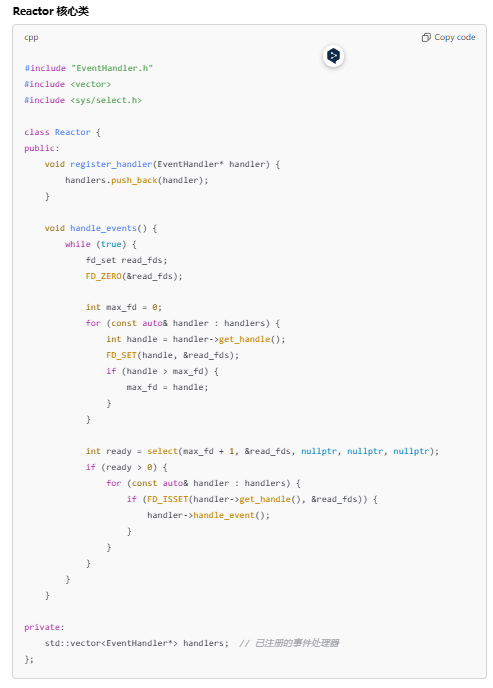 Reactor 核心类
cpp
Copy code
#include "EventHandler.h"
#include <vector>
#include <sys/select.h>
class Reactor {
public:
    void register_handler(EventHandler* handler) {
        handlers.push_back(handler);
    }
    void handle_events() {
        while (true) {
            fd_set read_fds;
            FD_ZERO(&read_fds);
            int max_fd = 0;
            for (const auto& handler : handlers) {
                int handle = handler->get_handle();
                FD_SET(handle, &read_fds);
                if (handle > max_fd) {
                    max_fd = handle;
                }
            }
            int ready = select(max_fd + 1, &read_fds, nullptr, nullptr, nullptr);
            if (ready > 0) {
                for (const auto& handler : handlers) {
                    if (FD_ISSET(handler->get_handle(), &read_fds)) {
                        handler->handle_event();
                    }
                }
            }
        }
    }
private:
    std::vector<EventHandler*> handlers;  // 已注册的事件处理器
};